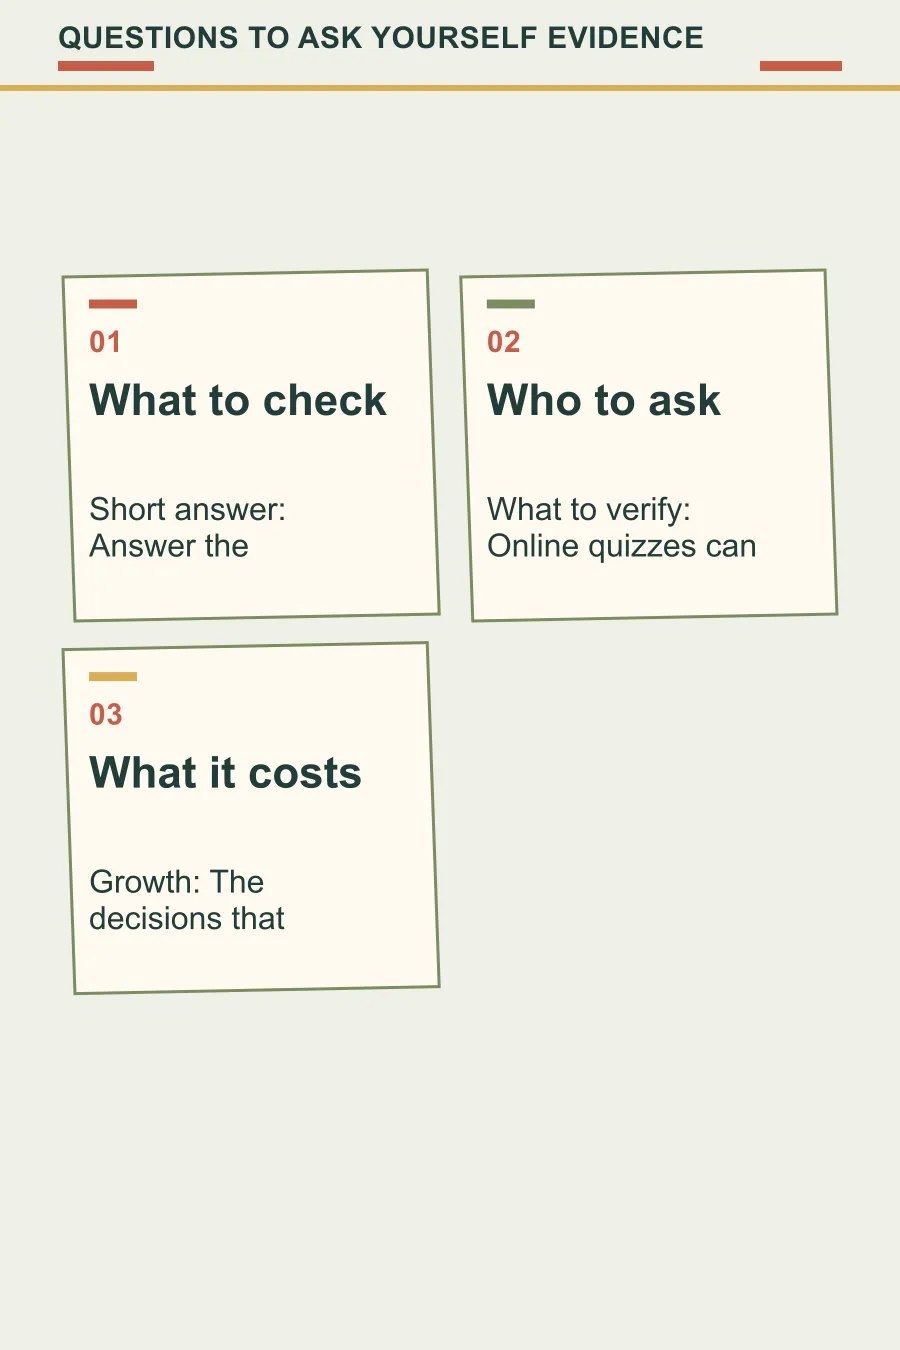 QUESTIONS TO ASK YOURSELF EVIDENCE
01
What to check
Short answer:
Answer the
02
Who to ask
What to verify:
Online quizzes can
03
What it costs
Growth: The
decisions that